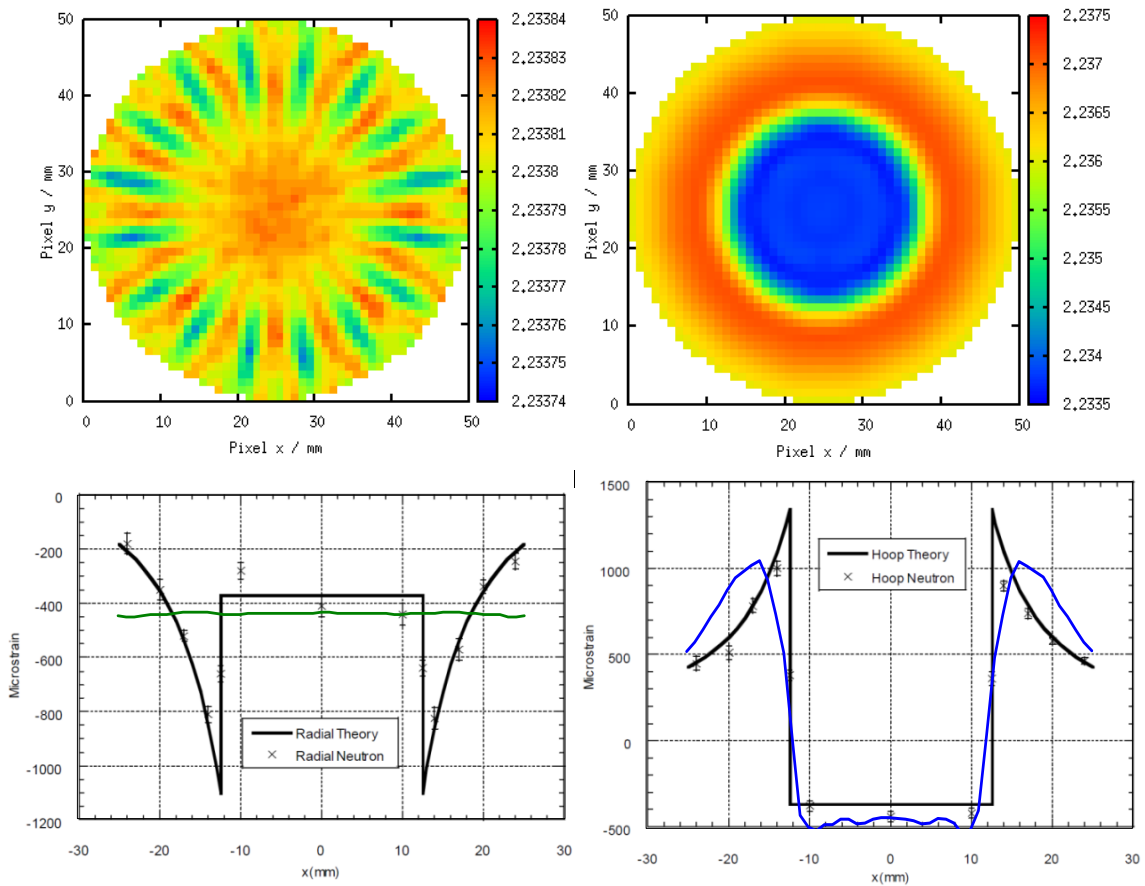 50
40
30
20
10
0
Pixel y / mm
0 10 20 30 40 50
Pixel x / mm
2.23384
2.23383
2.23382
2.23381
2.2338
2.23379
2.23378
2.23377
2.23376
2.23375
2.23374
50
40
30
20
10
0
Pixel y / mm
0 10 20 30 40 50
Pixel x / mm
2.2375
2.237
2.2365
2.236
2.2355
2.235
2.2345
2.234
2.2335
0
-200
-400
-600
-800
-1000
-1200
Microstrain
Radial Theory
Radial Neutron
-30 -20 -10 0 10 20 30
x(mm)
1500
1000
500
0
-500
Microstrain
Hoop Theory
Hoop Neutron
-30 -20 -10 0 10 20 30
x(mm)